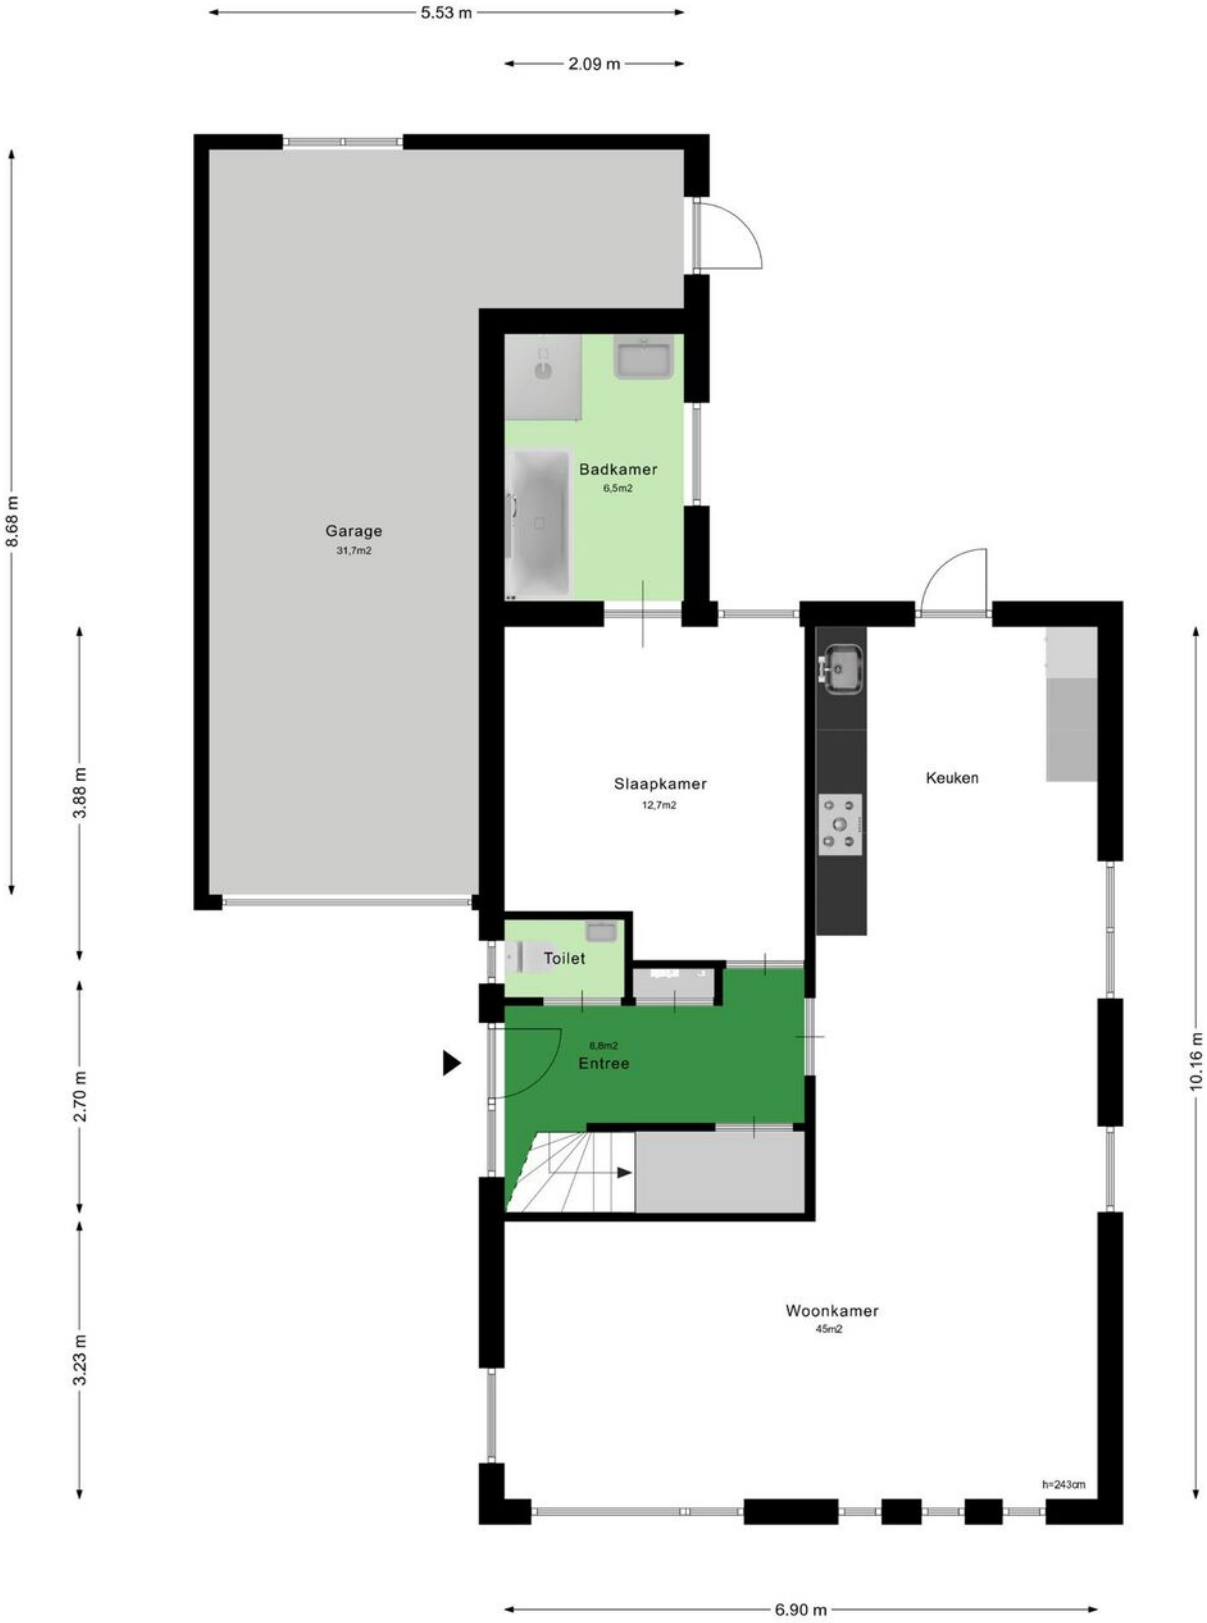 5.53 m
2.09 m
8.68 m
Badkamer
6,5m2
Garage
31,7m2
3.88 m
Slaapkamer
12,7m2
Keuken
Toilet
2.70 m
8,8m2
Entree
10.16 m
3.23 m
Woonkamer
45m2
h=243cm
6.90 m